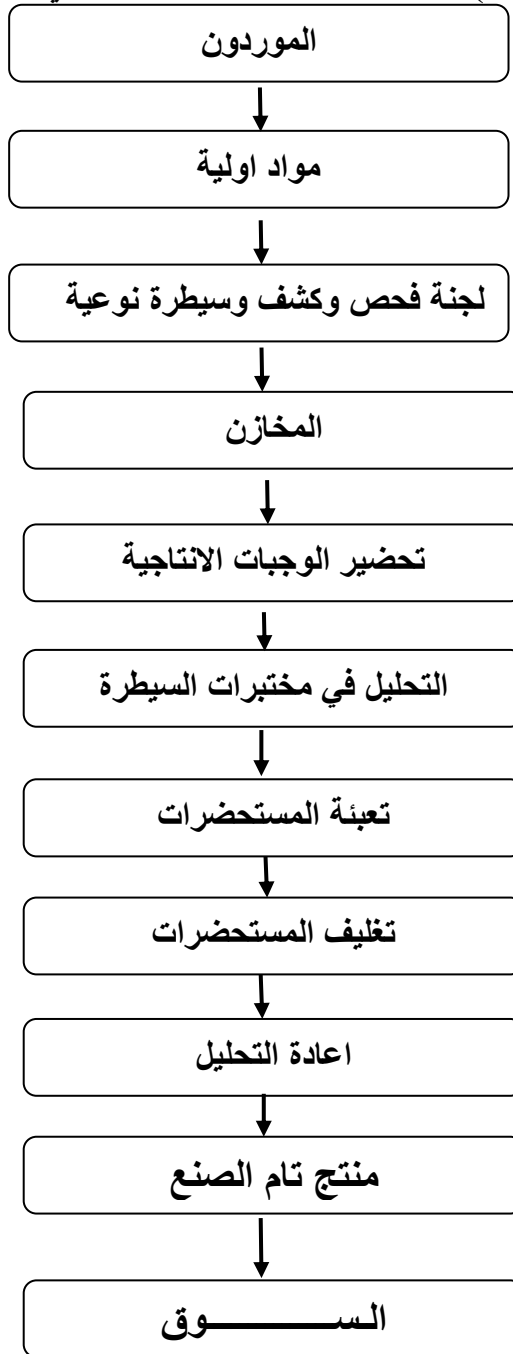 الموردون
مواد اولية
لجنة فحص وكشف وسيطرة نوعية
المخازن
تحضير الوجبات الانتاجية
التحليل في مختبرات السيطرة
تعبئة المستحضرات
تغليف المستحضرات
اعادة التحليل
منتج تام الصنع
الســـــــــوق